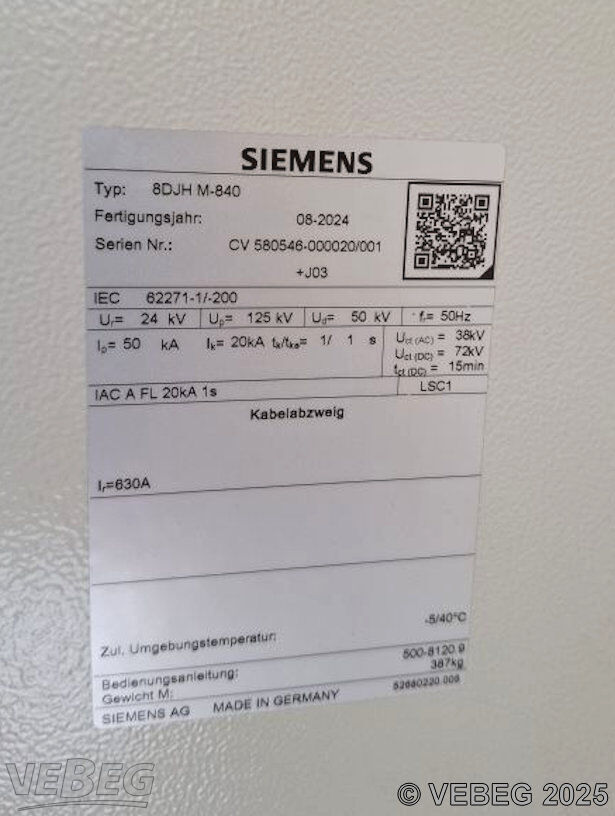 SIEMENS
Typ: 8DJH M-840
Fertigungsjahr: 08-2024
Serien Nr.: CV 580546-000020/001
+J03
IEC 62271-1/-200
Ur= 24 kV Up= 125 kV Ud= 50 kV fr= 50Hz
Ip= 50 kA Ik= 20kA tk/tke= 1/ 1 s Uct (AC) = 38kV
Uct (DC) = 72kV
tct (DC) = 15min
IAC A FL 20kA 1s LSC1
Kabelabzweig
Ir=630A
Zul. Umgebungstemperatur: -5/40°C
Bedienungsanleitung: 500-8120.9
Gewicht M: 387kg
SIEMENS AG MADE IN GERMANY
VEBEG
© VEBEG 2025